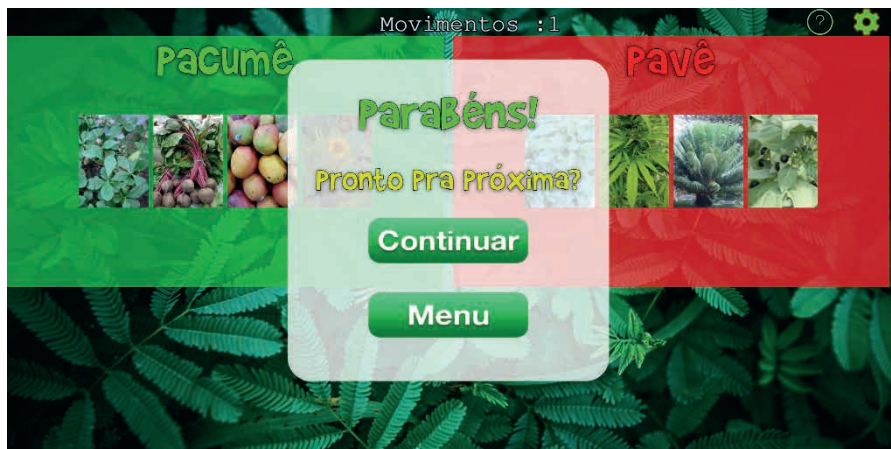 Movimentos :1
?
Pacumê
Pavê
ParaBéns!
Pronto Pra Próxima?
Continuar
Menu